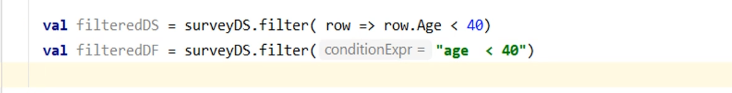 val filteredDS = surveyDS.filter( row => row.Age < 40)
val filteredDF = surveyDS.filter( conditionExpr = "age  < 40")